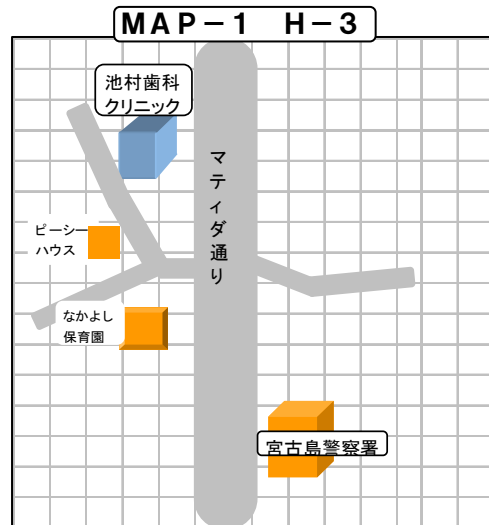 MAP－1　H－3
池村歯科
クリニック
マティダ通り
ピーシー
ハウス
なかよし
保育園
宮古島警察署